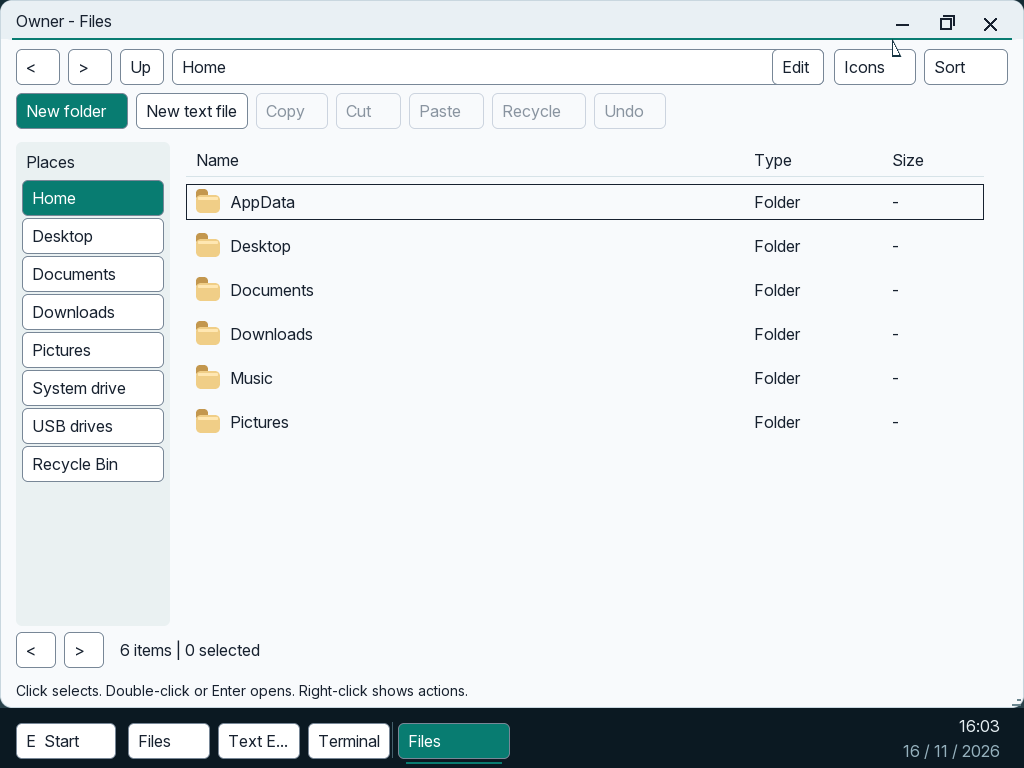 Owner - Files
< > Up Home Edit Icons Sort
New folder New text file Copy Cut Paste Recycle Undo
Places
Home
Desktop
Documents
Downloads
Pictures
System drive
USB drives
Recycle Bin
Name Type Size
AppData Folder -
Desktop Folder -
Documents Folder -
Downloads Folder -
Music Folder -
Pictures Folder -
< > 6 items | 0 selected
Click selects. Double-click or Enter opens. Right-click shows actions.
E Start Files Text E... Terminal Files
16:03
16 / 11 / 2026